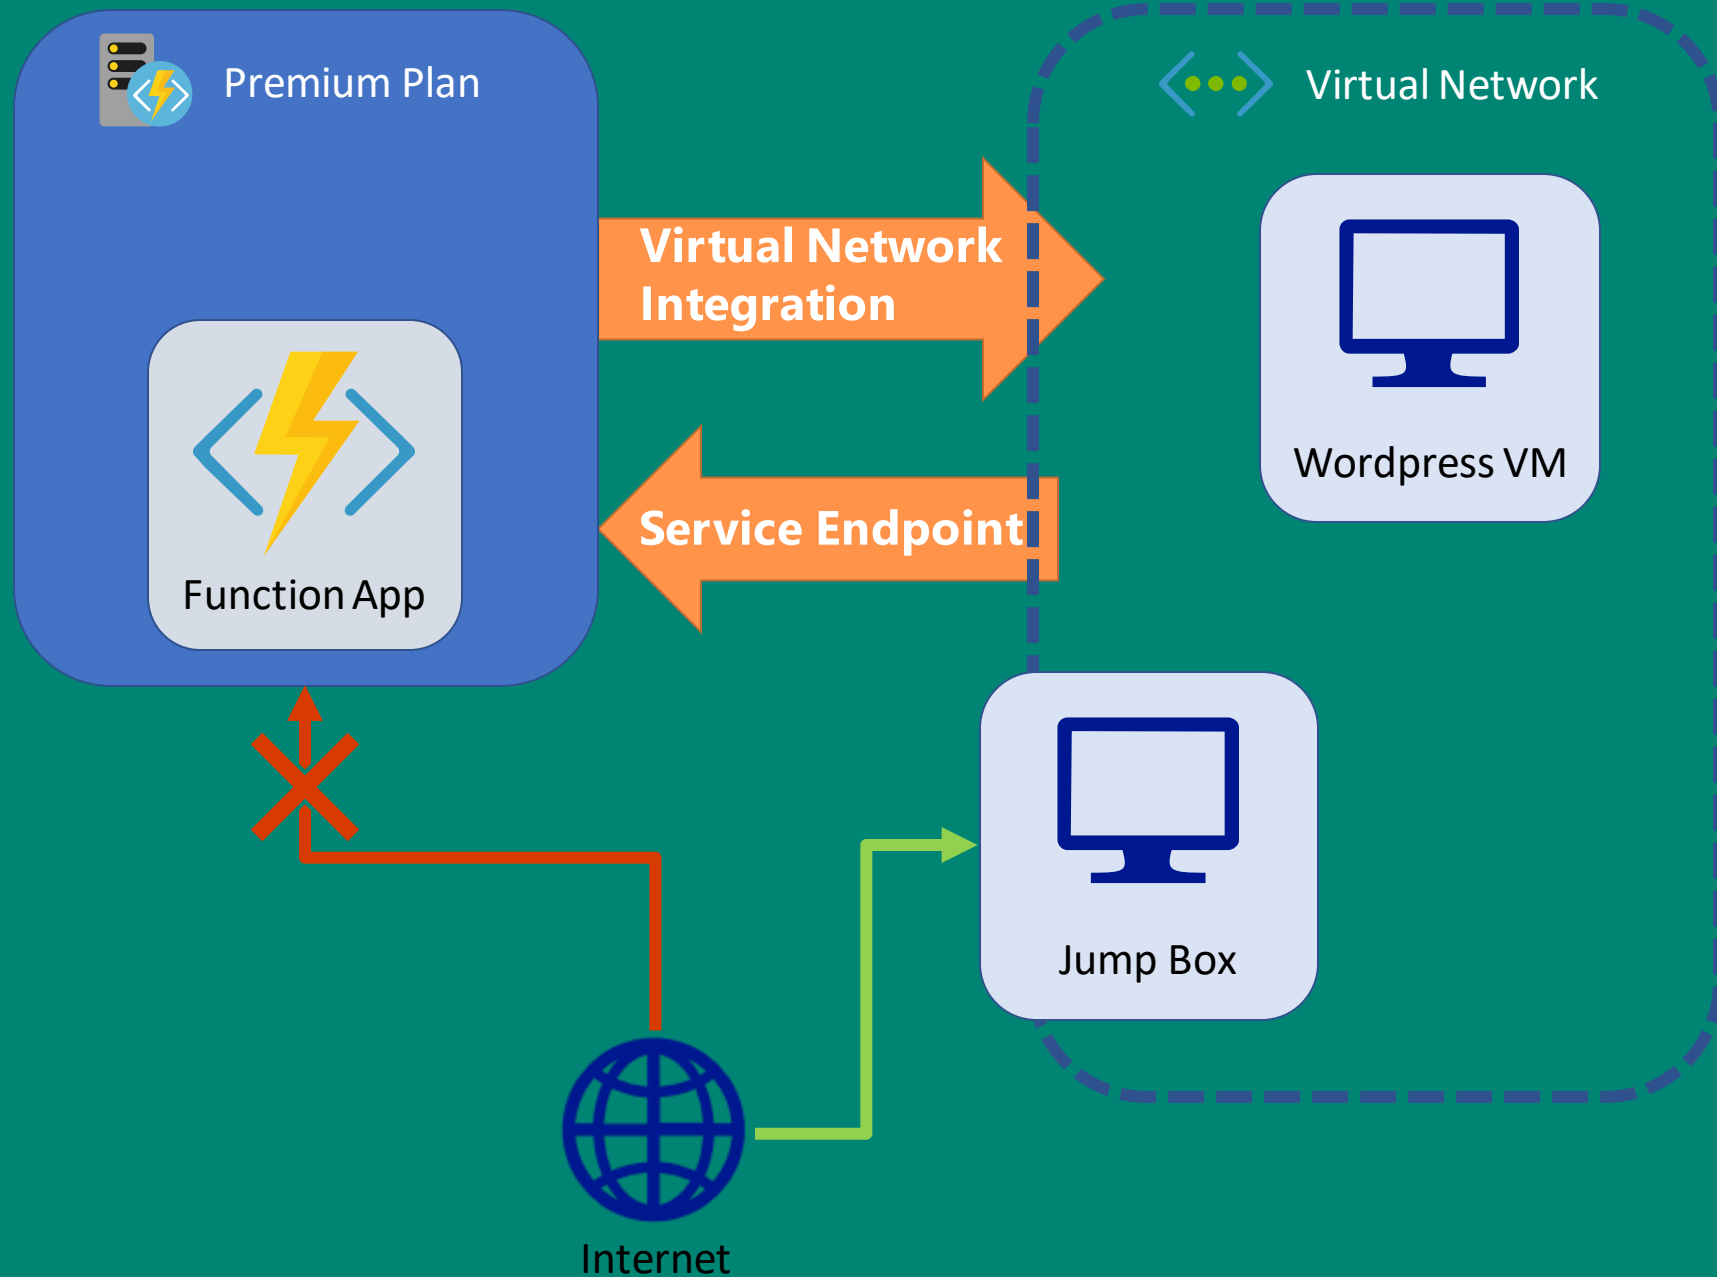 Premium Plan
Virtual Network
Virtual Network
Integration
Wordpress VM
Service Endpoint
Function App
Jump Box
Internet